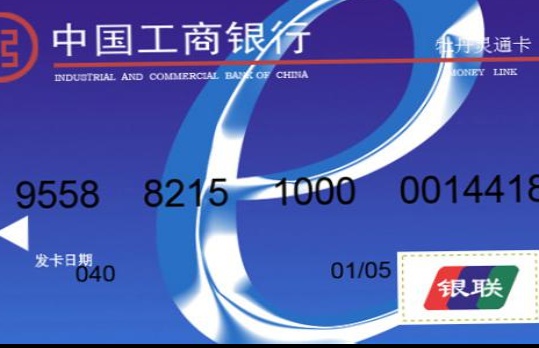 中国工商银行
INDUSTRIAL AND COMMERCIAL BANK OF CHINA
牡丹灵通卡
MONEY LINK
9558 8215 1000 0014418
发卡日期
040
01/05
银联